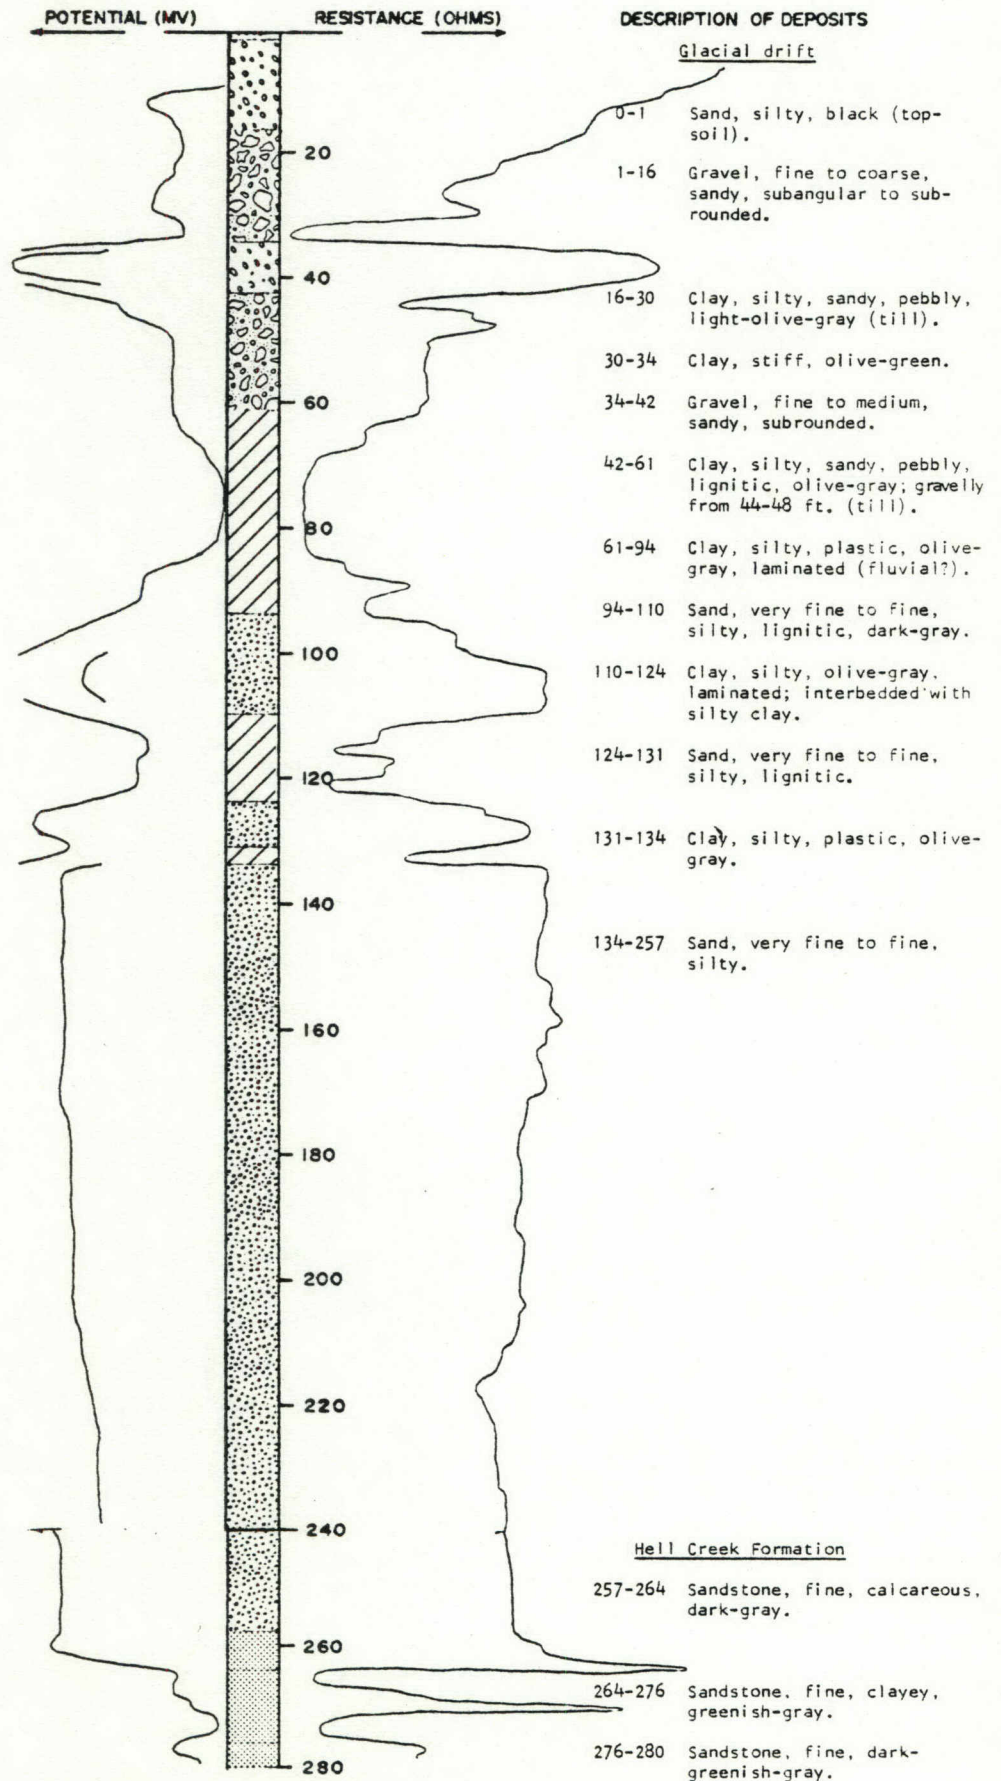 POTENTIAL (MV) RESISTANCE (OHMS) DESCRIPTION OF DEPOSITS
Glacial drift
0-1 Sand, silty, black (top-
soil).
20
1-16 Gravel, fine to coarse,
sandy, subangular to sub-
rounded.
40
16-30 Clay, silty, sandy, pebbly,
light-olive-gray (till).
30-34 Clay, stiff, olive-green.
60
34-42 Gravel, fine to medium,
sandy, subrounded.
42-61 Clay, silty, sandy, pebbly,
lignitic, olive-gray; gravelly
from 44-48 ft. (till).
80
61-94 Clay, silty, plastic, olive-
gray, laminated (fluvial?).
94-110 Sand, very fine to fine,
silty, lignitic, dark-gray.
100
110-124 Clay, silty, olive-gray,
laminated; interbedded with
silty clay.
124-131 Sand, very fine to fine,
silty, lignitic.
120
131-134 Clay, silty, plastic, olive-
gray.
140
134-257 Sand, very fine to fine,
silty.
160
180
200
220
240
Hell Creek Formation
257-264 Sandstone, fine, calcareous,
dark-gray.
260
264-276 Sandstone, fine, clayey,
greenish-gray.
276-280 Sandstone, fine, dark-
greenish-gray.
280